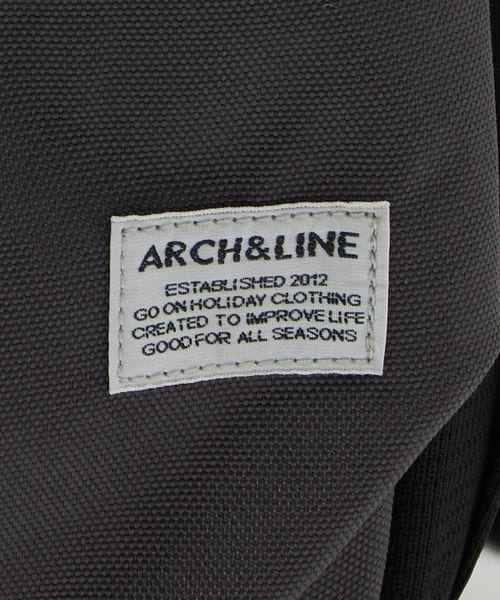 ARCH&LINE
ESTABLISHED 2012
GO ON HOLIDAY CLOTHING
CREATED TO IMPROVE LIFE
GOOD FOR ALL SEASONS